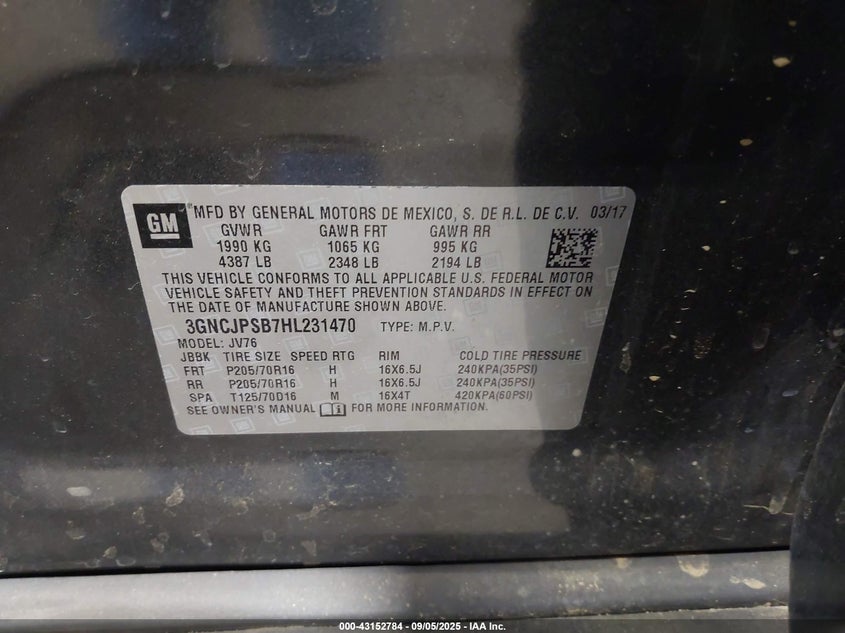 GM MFD BY GENERAL MOTORS DE MEXICO, S. DE R.L. DE C.V. 03/17
GVWR GAWR FRT GAWR RR
1990 KG 1065 KG 995 KG
4387 LB 2348 LB 2194 LB
THIS VEHICLE CONFORMS TO ALL APPLICABLE U.S. FEDERAL MOTOR
VEHICLE SAFETY AND THEFT PREVENTION STANDARDS IN EFFECT ON
THE DATE OF MANUFACTURE SHOWN ABOVE.
3GNCJPSB7HL231470 TYPE: M.P.V.
MODEL: JV76
JBBK TIRE SIZE SPEED RTG RIM COLD TIRE PRESSURE
FRT P205/70R16 H 16X6.5J 240KPA(35PSI)
RR P205/70R16 H 16X6.5J 240KPA(35PSI)
SPA T125/70D16 M 16X4T 420KPA(60PSI)
SEE OWNER'S MANUAL FOR MORE INFORMATION.
000-43152784 - 09/05/2025 - IAA Inc.